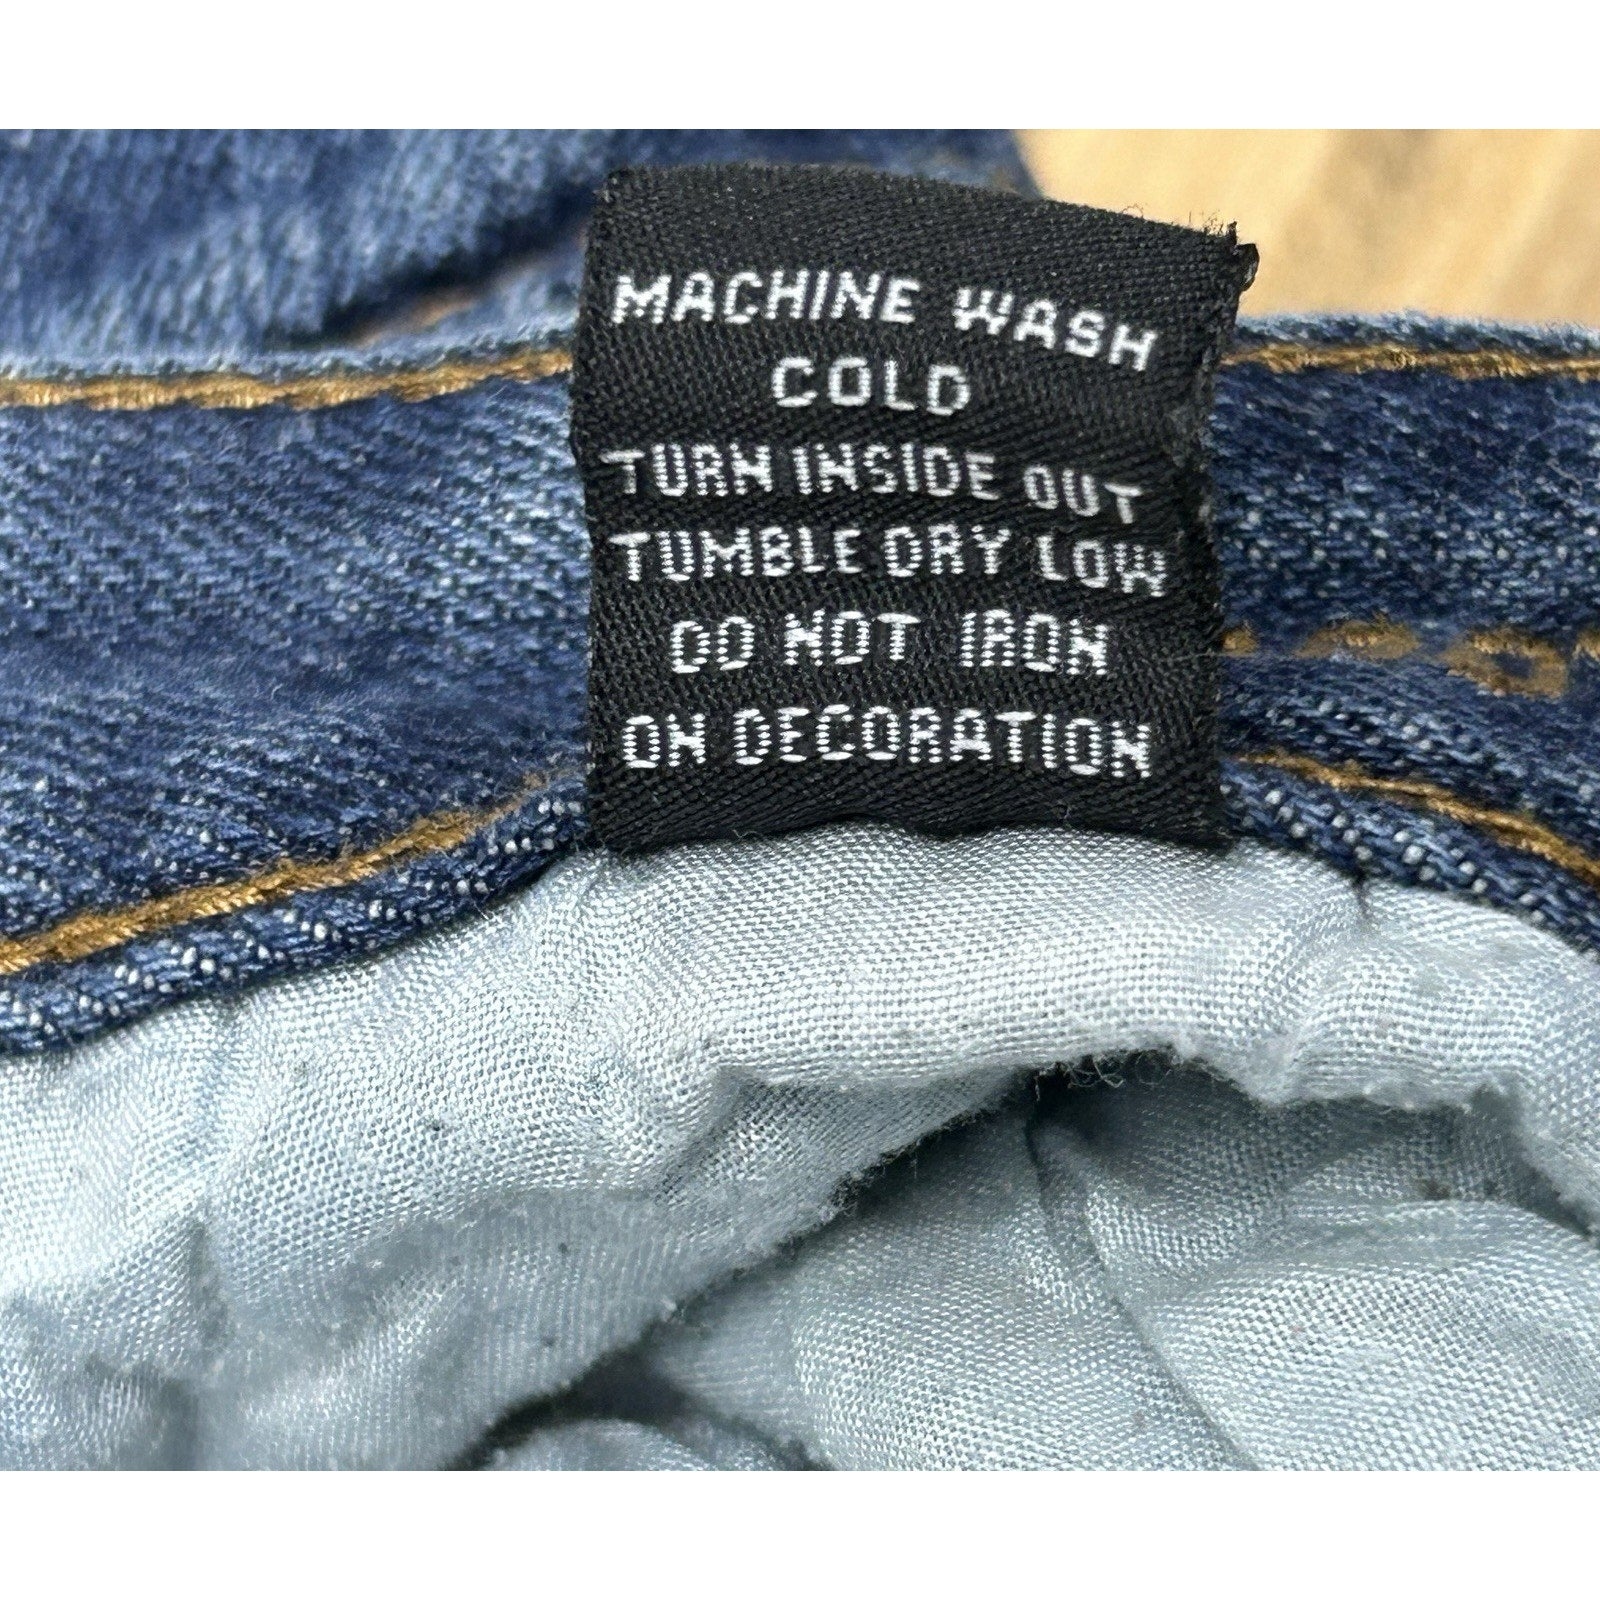 MACHINE WASH
COLD
TURN INSIDE OUT
TUMBLE DRY LOW
DO NOT IRON
ON DECORATION